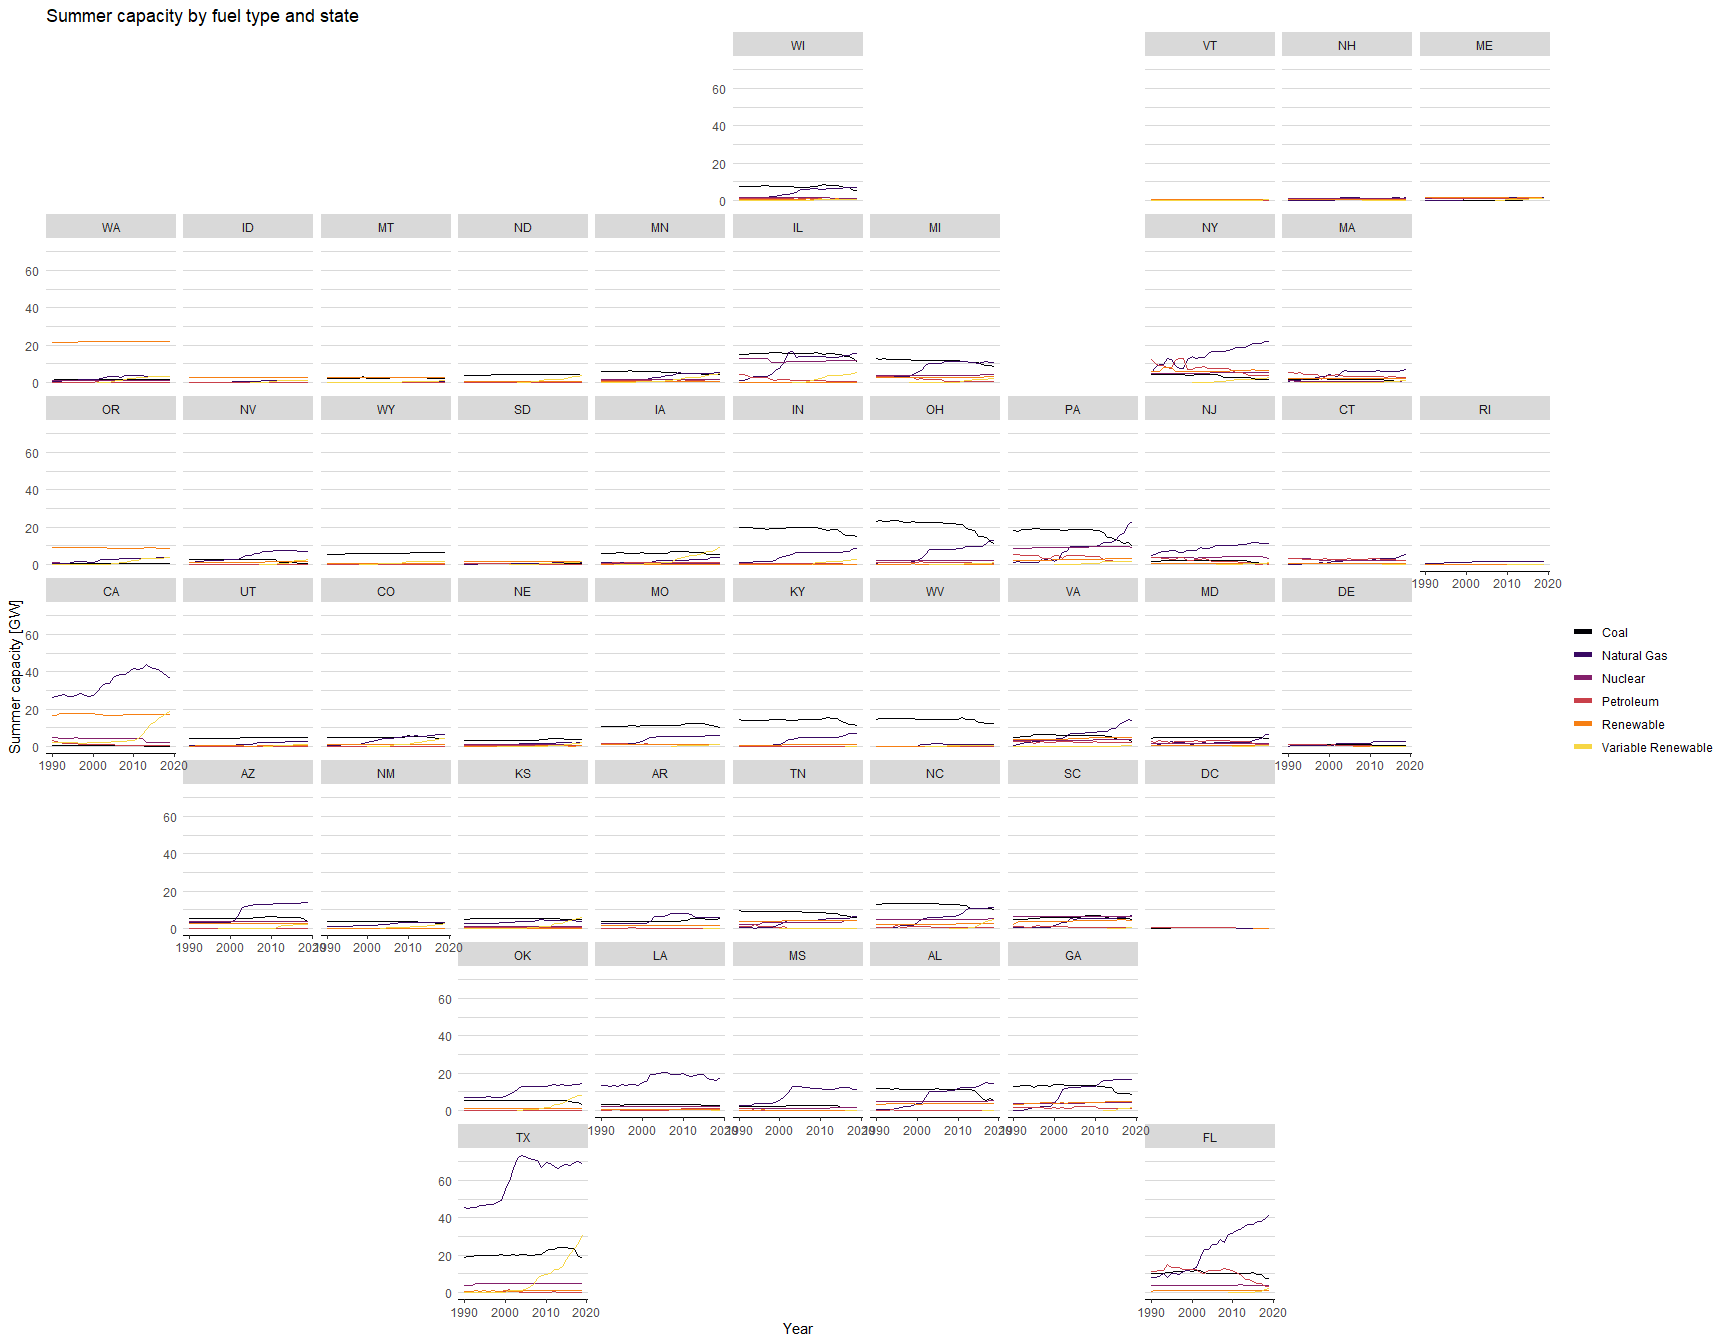 Summer capacity by fuel type and state
WI VT NH ME
60
40
20
0
WA ID MT ND MN IL MI NY MA
60
40
20
0
OR NV WY SD IA IN OH PA NJ CT RI
60
40
20
0
1990 2000 2010 2020
CA UT CO NE MO KY WV VA MD DE
60
40
20
0
1990 2000 2010 2020 1990 2000 2010 2020
AZ NM KS AR TN NC SC DC
60
40
20
0
1990 2000 2010 2020 1990 2000 2010 2020
OK LA MS AL GA
60
40
20
0
1990 2000 2010 2020 1990 2000 2010 2020 1990 2000 2010 2020 1990 2000 2010 2020
TX FL
60
40
20
0
1990 2000 2010 2020 1990 2000 2010 2020
Year
Summer capacity [GW]
Coal
Natural Gas
Nuclear
Petroleum
Renewable
Variable Renewable